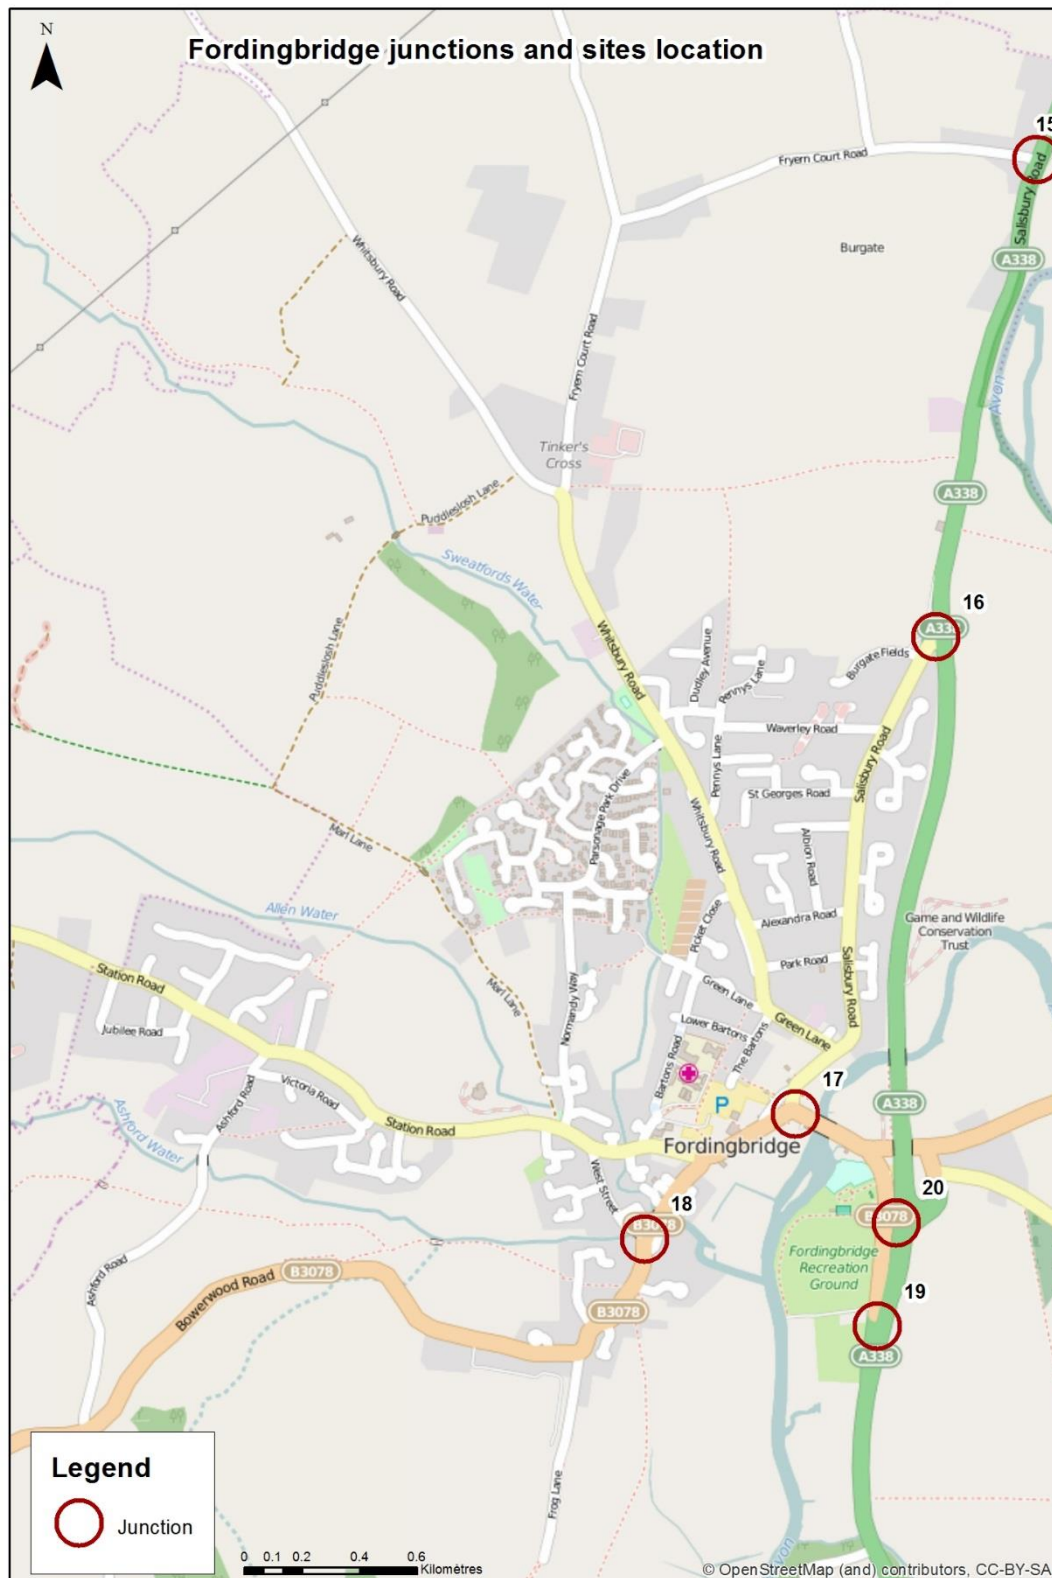 N
Fordingbridge junctions and sites location
15
Fryern Court Road
Salisbury Road
Burgate
A338
Whitsbury Road
Avon
Fryern Court Road
Tinker's
Cross
A338
Puddleslosh Lane
Sweatfords Water
16
A338
Puddleslosh Lane
Whitsbury Road
Dudley Avenue
Pennys Lane
Burgate Fields
Waverley Road
Salisbury Road
Pennys Lane
St Georges Road
Parsonage Park Drive
Whitsbury Road
Albion Road
Marl Lane
Allen Water
Picket Close
Alexandra Road
Game and Wildlife
Conservation
Trust
Station Road
Park Road
Salisbury Road
Marl Lane
Normandy Way
Green Lane
Jubilee Road
Lower Bartons
Green Lane
The Bartons
Bartons Road
Victoria Road
Ashford Road
Ashford Water
P
17
A338
Station Road
Fordingbridge
West Street
18
B3078
20
B3078
Fordingbridge
Recreation
Ground
Ashford Road
Bowerwood Road
B3078
B3078
19
A338
Frog Lane
Avon
Legend
Junction
0 0.1 0.2 0.4 0.6
Kilometres
© OpenStreetMap (and) contributors, CC-BY-SA